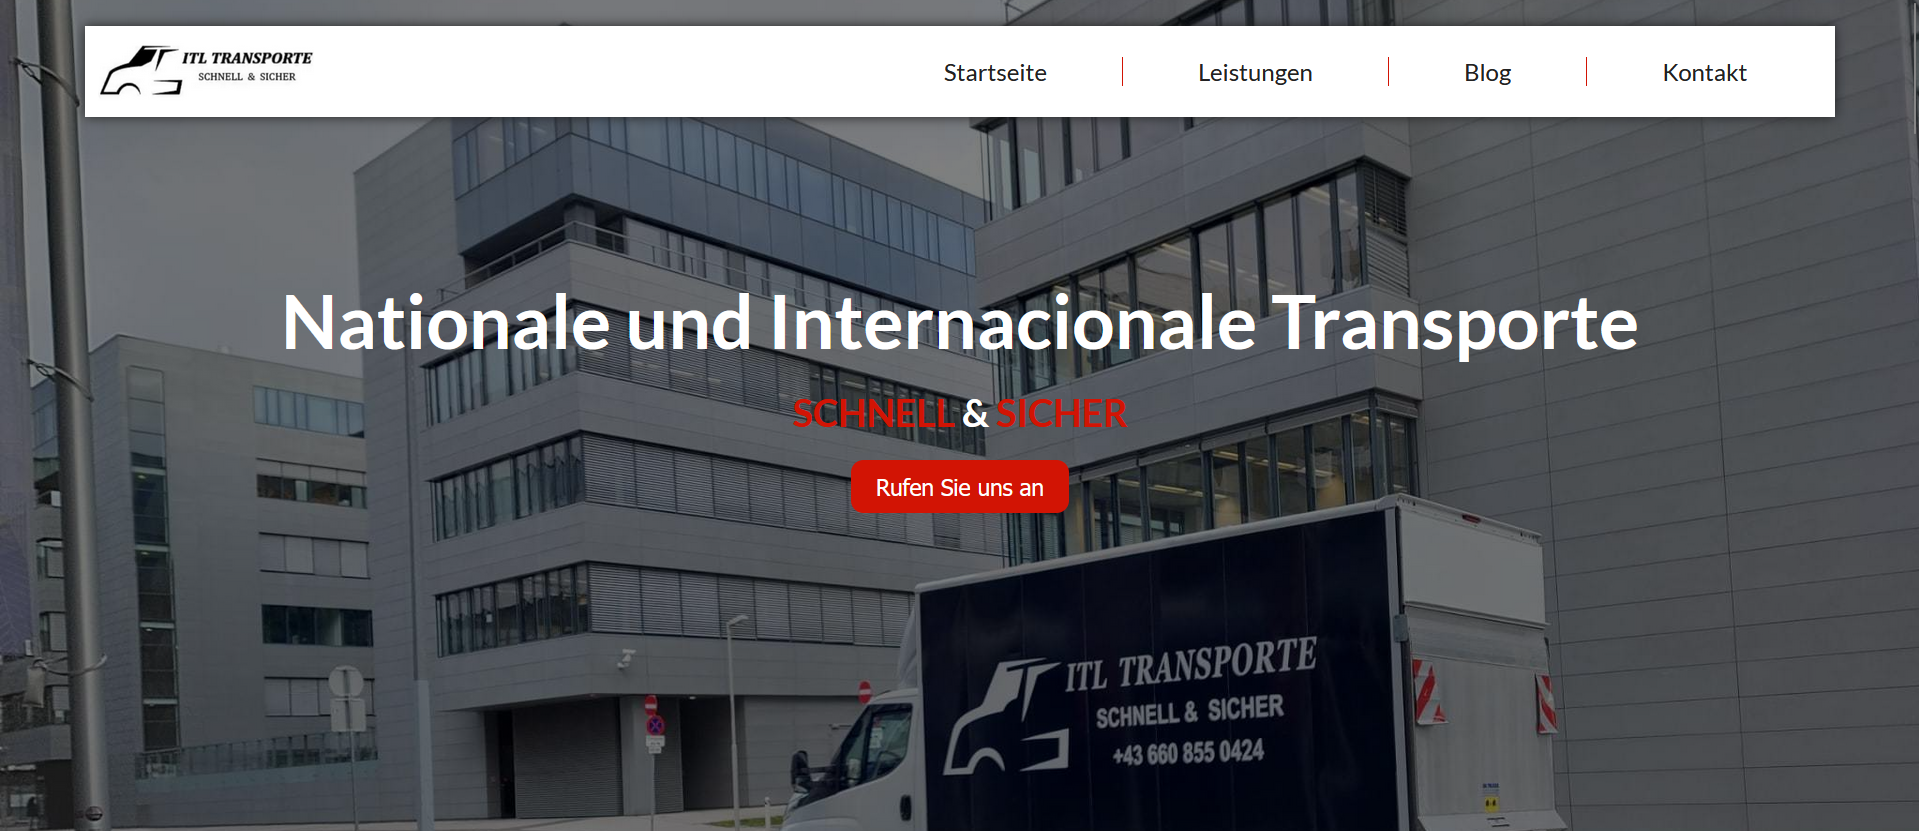 ITL TRANSPORTE
SCHNELL & SICHER
Startseite
Leistungen
Blog
Kontakt
Nationale und Internacionale Transporte
SCHNELL & SICHER
Rufen Sie uns an
ITL TRANSPORTE
SCHNELL & SICHER
+43 660 855 0424